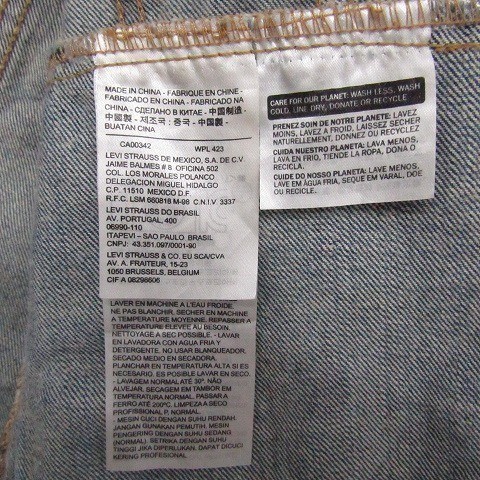 MADE IN CHINA - FABRIQUE EN CHINE -
FABRICADO EN CHINA - FABRICADO NA
CHINA - СДЕЛАНО В КИТАЕ - 中国制造 -
中國製 - 제조국 : 중국 - 中国製 -
BUATAN CINA
CA00342 WPL 423
LEVI STRAUSS DE MEXICO, S.A. DE C.V
JAIME BALMES # 8 OFICINA 502
COL. LOS MORALES POLANCO
DELEGACION MIGUEL HIDALGO
C.P. 11510 MEXICO D.F.
R.F.C. LSM 660818 M-98 C.N.I.V 3337
LEVI STRAUSS DO BRASIL
AV. PORTUGAL, 400
06990-110
ITAPEVI – SAO PAULO BRASIL
CNPJ: 43.351.097/0001-90
LEVI STRAUSS & CO. EU SCA/CVA
AV. A. FRAITEUR, 15-23
1050 BRUSSELS, BELGIUM
CIF A 08298606
LAVER EN MACHINE A L'EAU FROIDE.
NE PAS BLANCHIR. SECHER EN MACHINE
A TEMPERATURE MOYENNE. REPASSER A
TEMPERATURE ELEVEE AU BESOIN.
NETTOYAGE A SEC POSSIBLE. - LAVAR
EN LAVADORA CON AGUA FRIA Y
DETERGENTE. NO USAR BLANQUEADOR.
SECADO MEDIO EN SECADORA.
PLANCHAR EN TEMPERATURA ALTA SI ES
NECESARIO. ES POSIBLE LAVAR EN SECO.
- LAVAGEM NORMAL ATÉ 30°. NÃO
ALVEJAR. SECAGEM EM TAMBOR EM
TEMPERATURA NORMAL. PASSAR A
FERRO ATÉ 200ºC. LIMPEZA A SECO
PROFISSIONAL P, NORMAL.
- MESIN CUCI DENGAN SUHU RENDAH.
JANGAN GUNAKAN PEMUTIH. MESIN
PENGERING DENGAN SUHU SEDANG
(NORMAL). SETRIKA DENGAN SUHU
TINGGI JIKA DIPERLUKAN. DAPAT DICUCI
KERING PROFESIONAL
CARE FOR OUR PLANET: WASH LESS, WASH
COLD, LINE DRY, DONATE OR RECYCLE
PRENEZ SOIN DE NOTRE PLANETE: LAVEZ
MOINS, LAVEZ A FROID, LAISSEZ SECHER
NATURELLEMENT, DONNEZ OU RECYCLEZ.
CUIDA NUESTRO PLANETA: LAVA MENOS,
LAVA EN FRIO, TIENDE LA ROPA, DONA O
RECICLA.
CUIDE DO NOSSO PLANETA: LAVE MENOS,
LAVE EM ÁGUA FRIA, SEQUE EM VARAL, DOE
OU RECICLE.